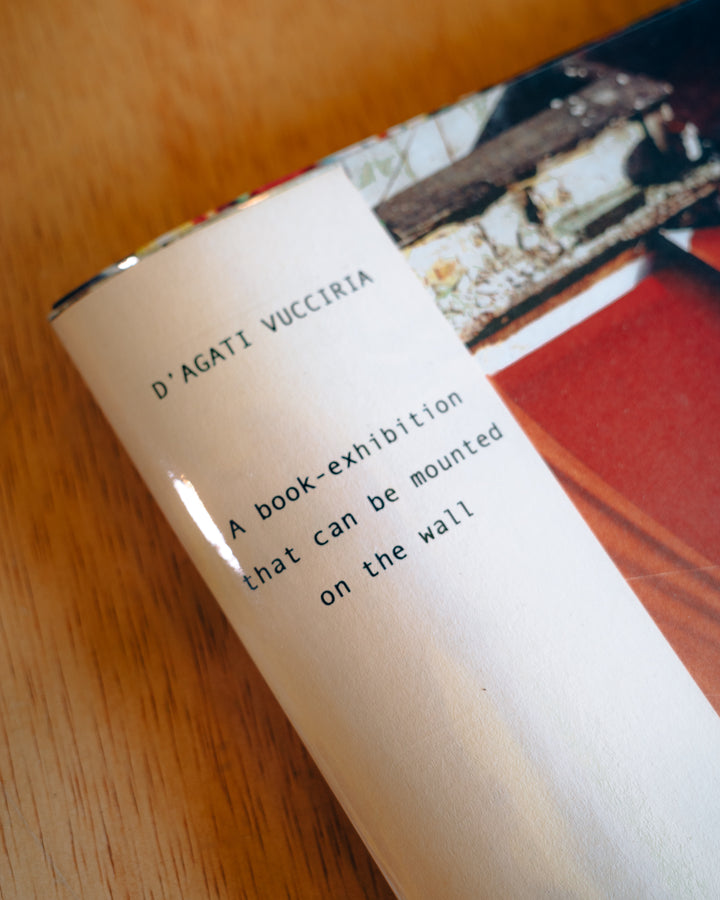 D'AGATI VUCCIRIA
A book-exhibition
that can be mounted
on the wall